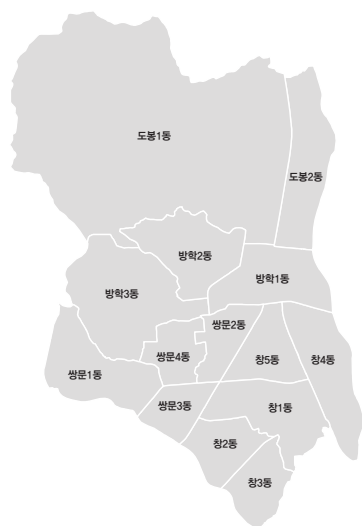 도봉1동
도봉2동
방학2동
방학1동
방학3동
쌍문2동
쌍문4동
창5동
창4동
쌍문1동
쌍문3동
창1동
창2동
창3동